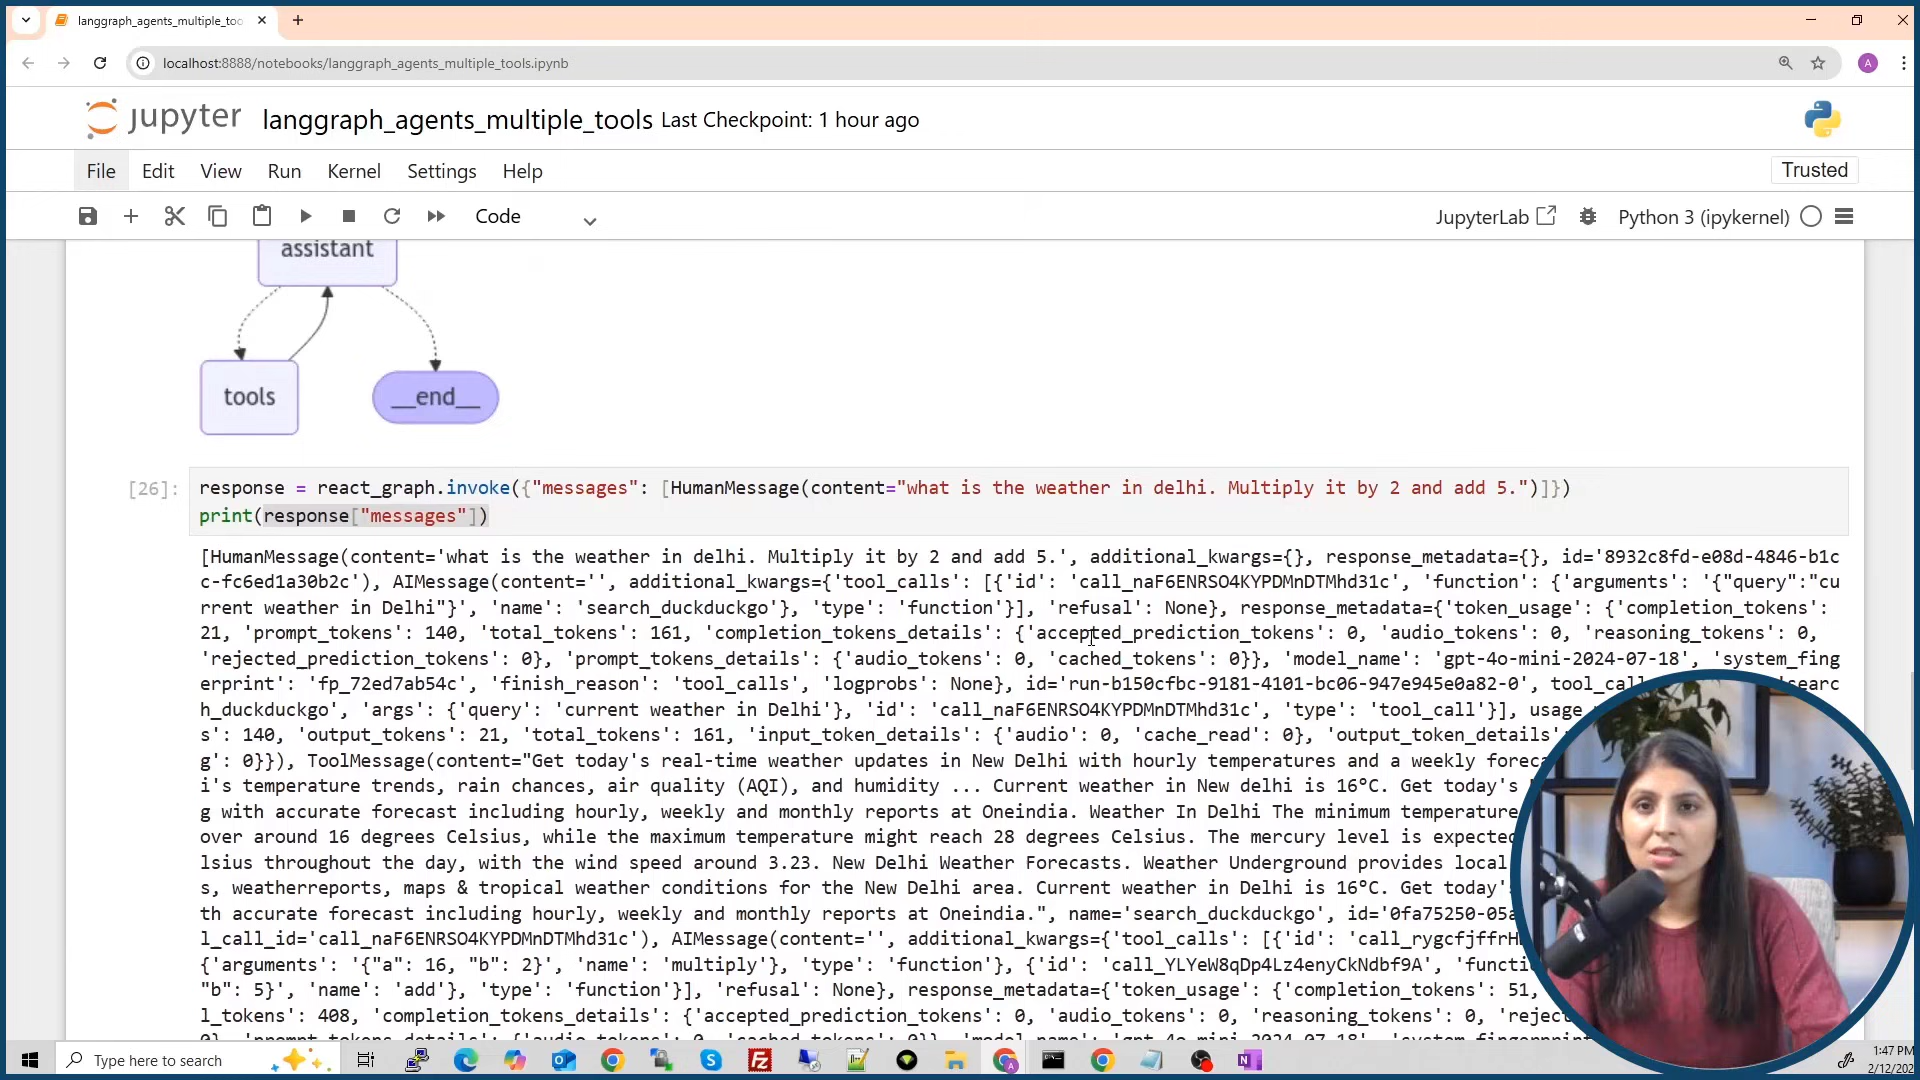 langgraph_agents_multiple_too
localhost:8888/notebooks/langgraph_agents_multiple_tools.ipynb
A
jupyter langgraph_agents_multiple_tools Last Checkpoint: 1 hour ago
File Edit View Run Kernel Settings Help
Trusted
Code
JupyterLab
Python 3 (ipykernel)
assistant
tools
__end__
[26]:
response = react_graph.invoke({"messages": [HumanMessage(content="what is the weather in delhi. Multiply it by 2 and add 5.")]})
print(response["messages"])
[HumanMessage(content='what is the weather in delhi. Multiply it by 2 and add 5.', additional_kwargs={}, response_metadata={}, id='8932c8fd-e08d-4846-b1c
c-fc6ed1a30b2c'), AIMessage(content='', additional_kwargs={'tool_calls': [{'id': 'call_naF6ENRSO4KYPDMnDTMhd31c', 'function': {'arguments': '{"query":"cu
rrent weather in Delhi"}', 'name': 'search_duckduckgo'}, 'type': 'function'}], 'refusal': None}, response_metadata={'token_usage': {'completion_tokens':
21, 'prompt_tokens': 140, 'total_tokens': 161, 'completion_tokens_details': {'accepted_prediction_tokens': 0, 'audio_tokens': 0, 'reasoning_tokens': 0,
'rejected_prediction_tokens': 0}, 'prompt_tokens_details': {'audio_tokens': 0, 'cached_tokens': 0}}, 'model_name': 'gpt-4o-mini-2024-07-18', 'system_fing
erprint': 'fp_72ed7ab54c', 'finish_reason': 'tool_calls', 'logprobs': None}, id='run-b150cfbc-9181-4101-bc06-947e945e0a82-0', tool_cal searc
h_duckduckgo', 'args': {'query': 'current weather in Delhi'}, 'id': 'call_naF6ENRSO4KYPDMnDTMhd31c', 'type': 'tool_call'}], usage
s': 140, 'output_tokens': 21, 'total_tokens': 161, 'input_token_details': {'audio': 0, 'cache_read': 0}, 'output_token_details'
g': 0}}), ToolMessage(content="Get today's real-time weather updates in New Delhi with hourly temperatures and a weekly foreca
i's temperature trends, rain chances, air quality (AQI), and humidity ... Current weather in New delhi is 16ºC. Get today's
g with accurate forecast including hourly, weekly and monthly reports at Oneindia. Weather In Delhi The minimum temperature
over around 16 degrees Celsius, while the maximum temperature might reach 28 degrees Celsius. The mercury level is expected
lsius throughout the day, with the wind speed around 3.23. New Delhi Weather Forecasts. Weather Underground provides local
s, weatherreports, maps & tropical weather conditions for the New Delhi area. Current weather in Delhi is 16ºC. Get today's
th accurate forecast including hourly, weekly and monthly reports at Oneindia.", name='search_duckduckgo', id='0fa75250-05a
l_call_id='call_naF6ENRSO4KYPDMnDTMhd31c'), AIMessage(content='', additional_kwargs={'tool_calls': [{'id': 'call_rygcfjffrH
{'arguments': '{"a": 16, "b": 2}', 'name': 'multiply'}, 'type': 'function'}, {'id': 'call_YLYeW8qDp4Lz4enyCkNdbf9A', 'functi
"b": 5}', 'name': 'add'}, 'type': 'function'}], 'refusal': None}, response_metadata={'token_usage': {'completion_tokens': 51,
l_tokens': 408, 'completion_tokens_details': {'accepted_prediction_tokens': 0, 'audio_tokens': 0, 'reasoning_tokens': 0, 'reject
Type here to search
1:47 PM
2/12/202